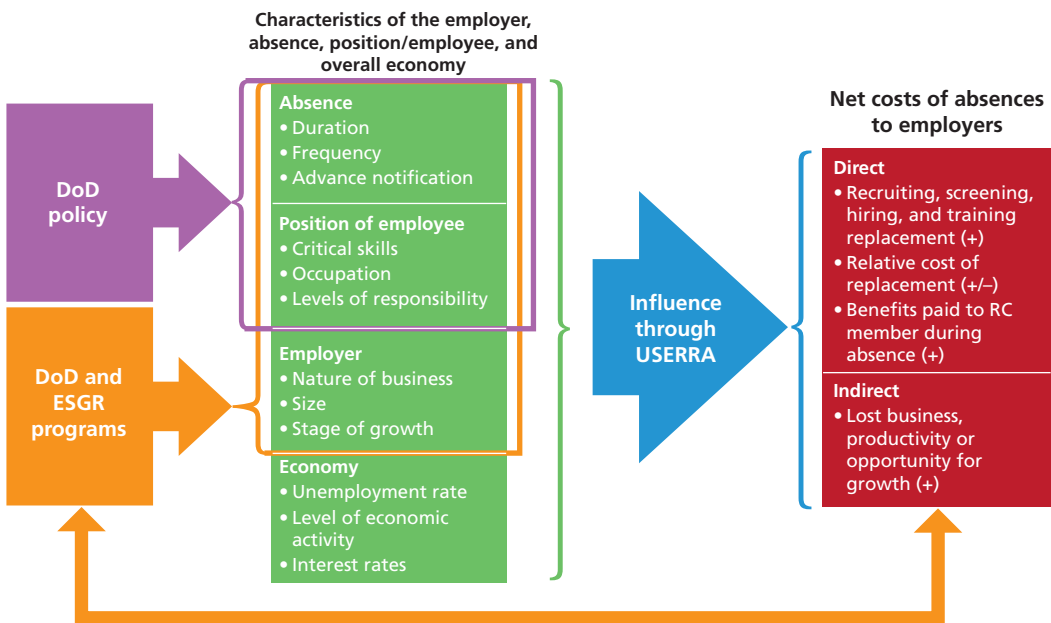 Characteristics of the employer,
absence, position/employee, and
overall economy
DoD
policy
DoD and
ESGR
programs
Absence
• Duration
• Frequency
• Advance notification
Position of employee
• Critical skills
• Occupation
• Levels of responsibility
Employer
• Nature of business
• Size
• Stage of growth
Economy
• Unemployment rate
• Level of economic
activity
• Interest rates
Influence
through
USERRA
Net costs of absences
to employers
Direct
• Recruiting, screening,
hiring, and training
replacement (+)
• Relative cost of
replacement (+/–)
• Benefits paid to RC
member during
absence (+)
Indirect
• Lost business,
productivity or
opportunity for
growth (+)